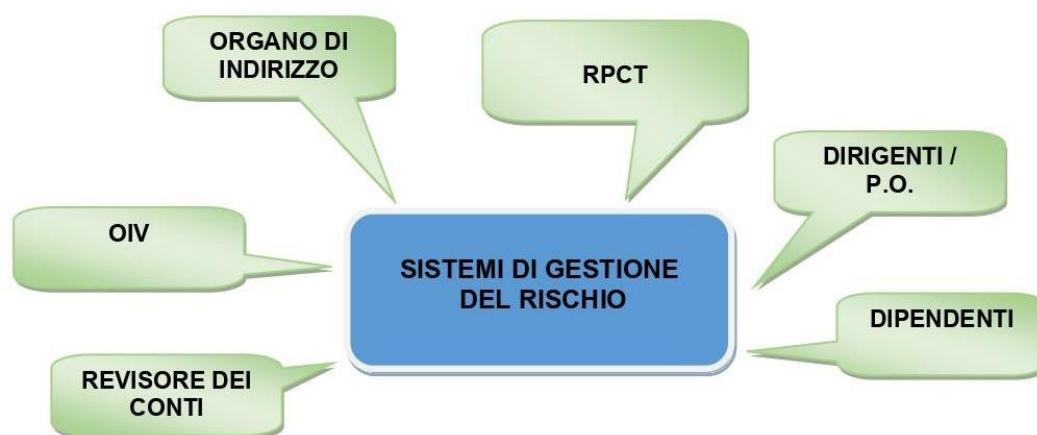 ORGANO DI
INDIRIZZO
RPCT
DIRIGENTI /
P.O.
OIV
SISTEMI DI GESTIONE
DEL RISCHIO
DIPENDENTI
REVISORE DEI
CONTI